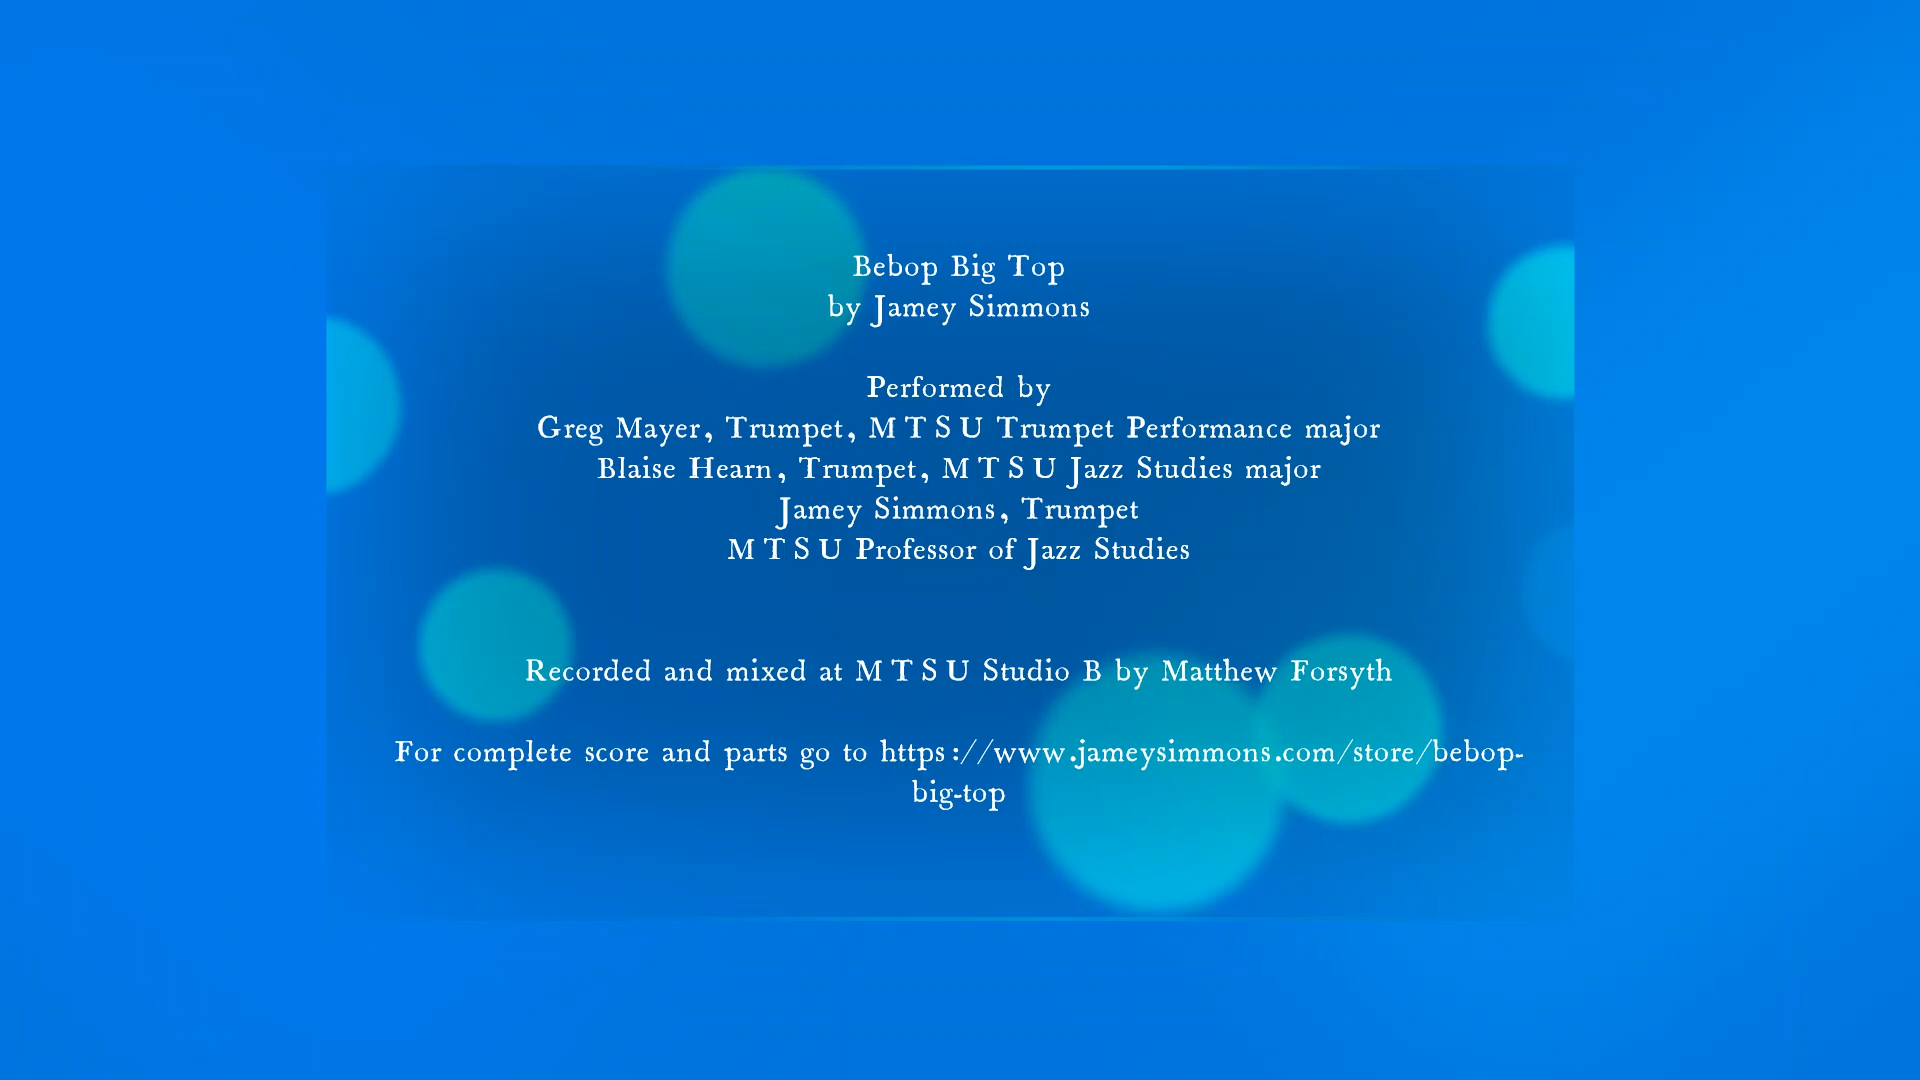 Bebop Big Top
by Jamey Simmons
Performed by
Greg Mayer, Trumpet, M T S U Trumpet Performance major
Blaise Hearn, Trumpet, M T S U Jazz Studies major
Jamey Simmons, Trumpet
M T S U Professor of Jazz Studies
Recorded and mixed at M T S U Studio B by Matthew Forsyth
For complete score and parts go to https://www.jameysimmons.com/store/bebop-
big-top